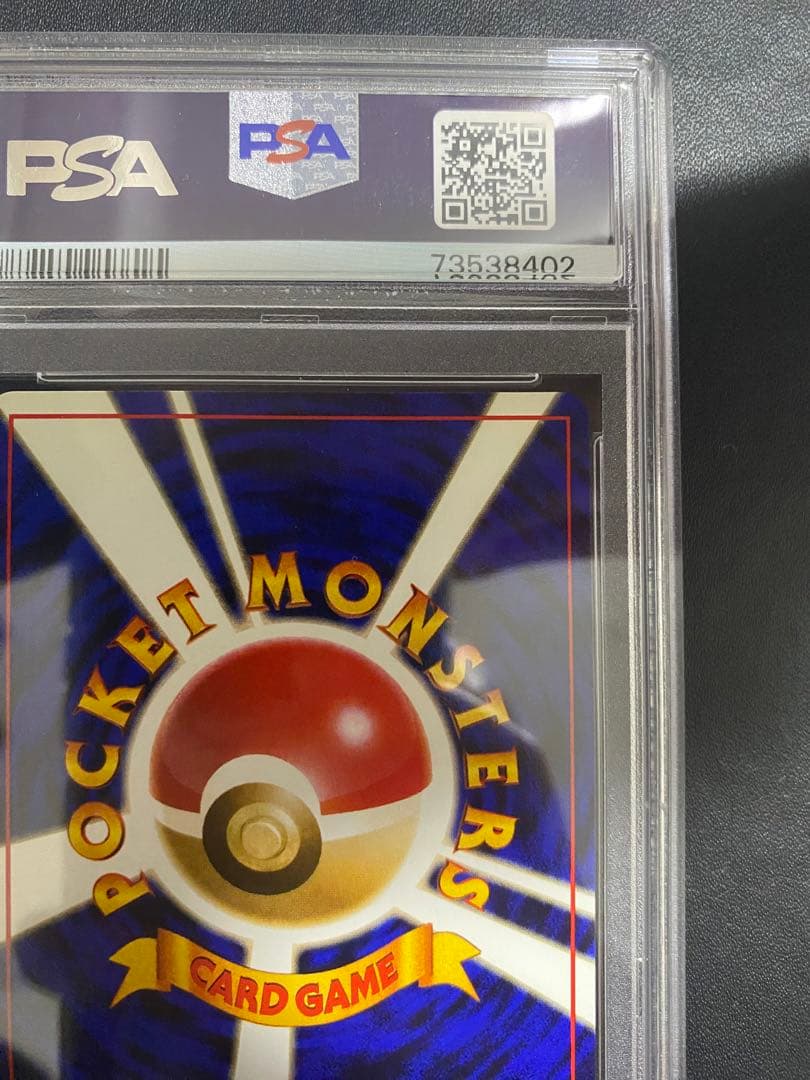 PSA
PSA
73538402
POCKET MONSTERS
CARD GAME